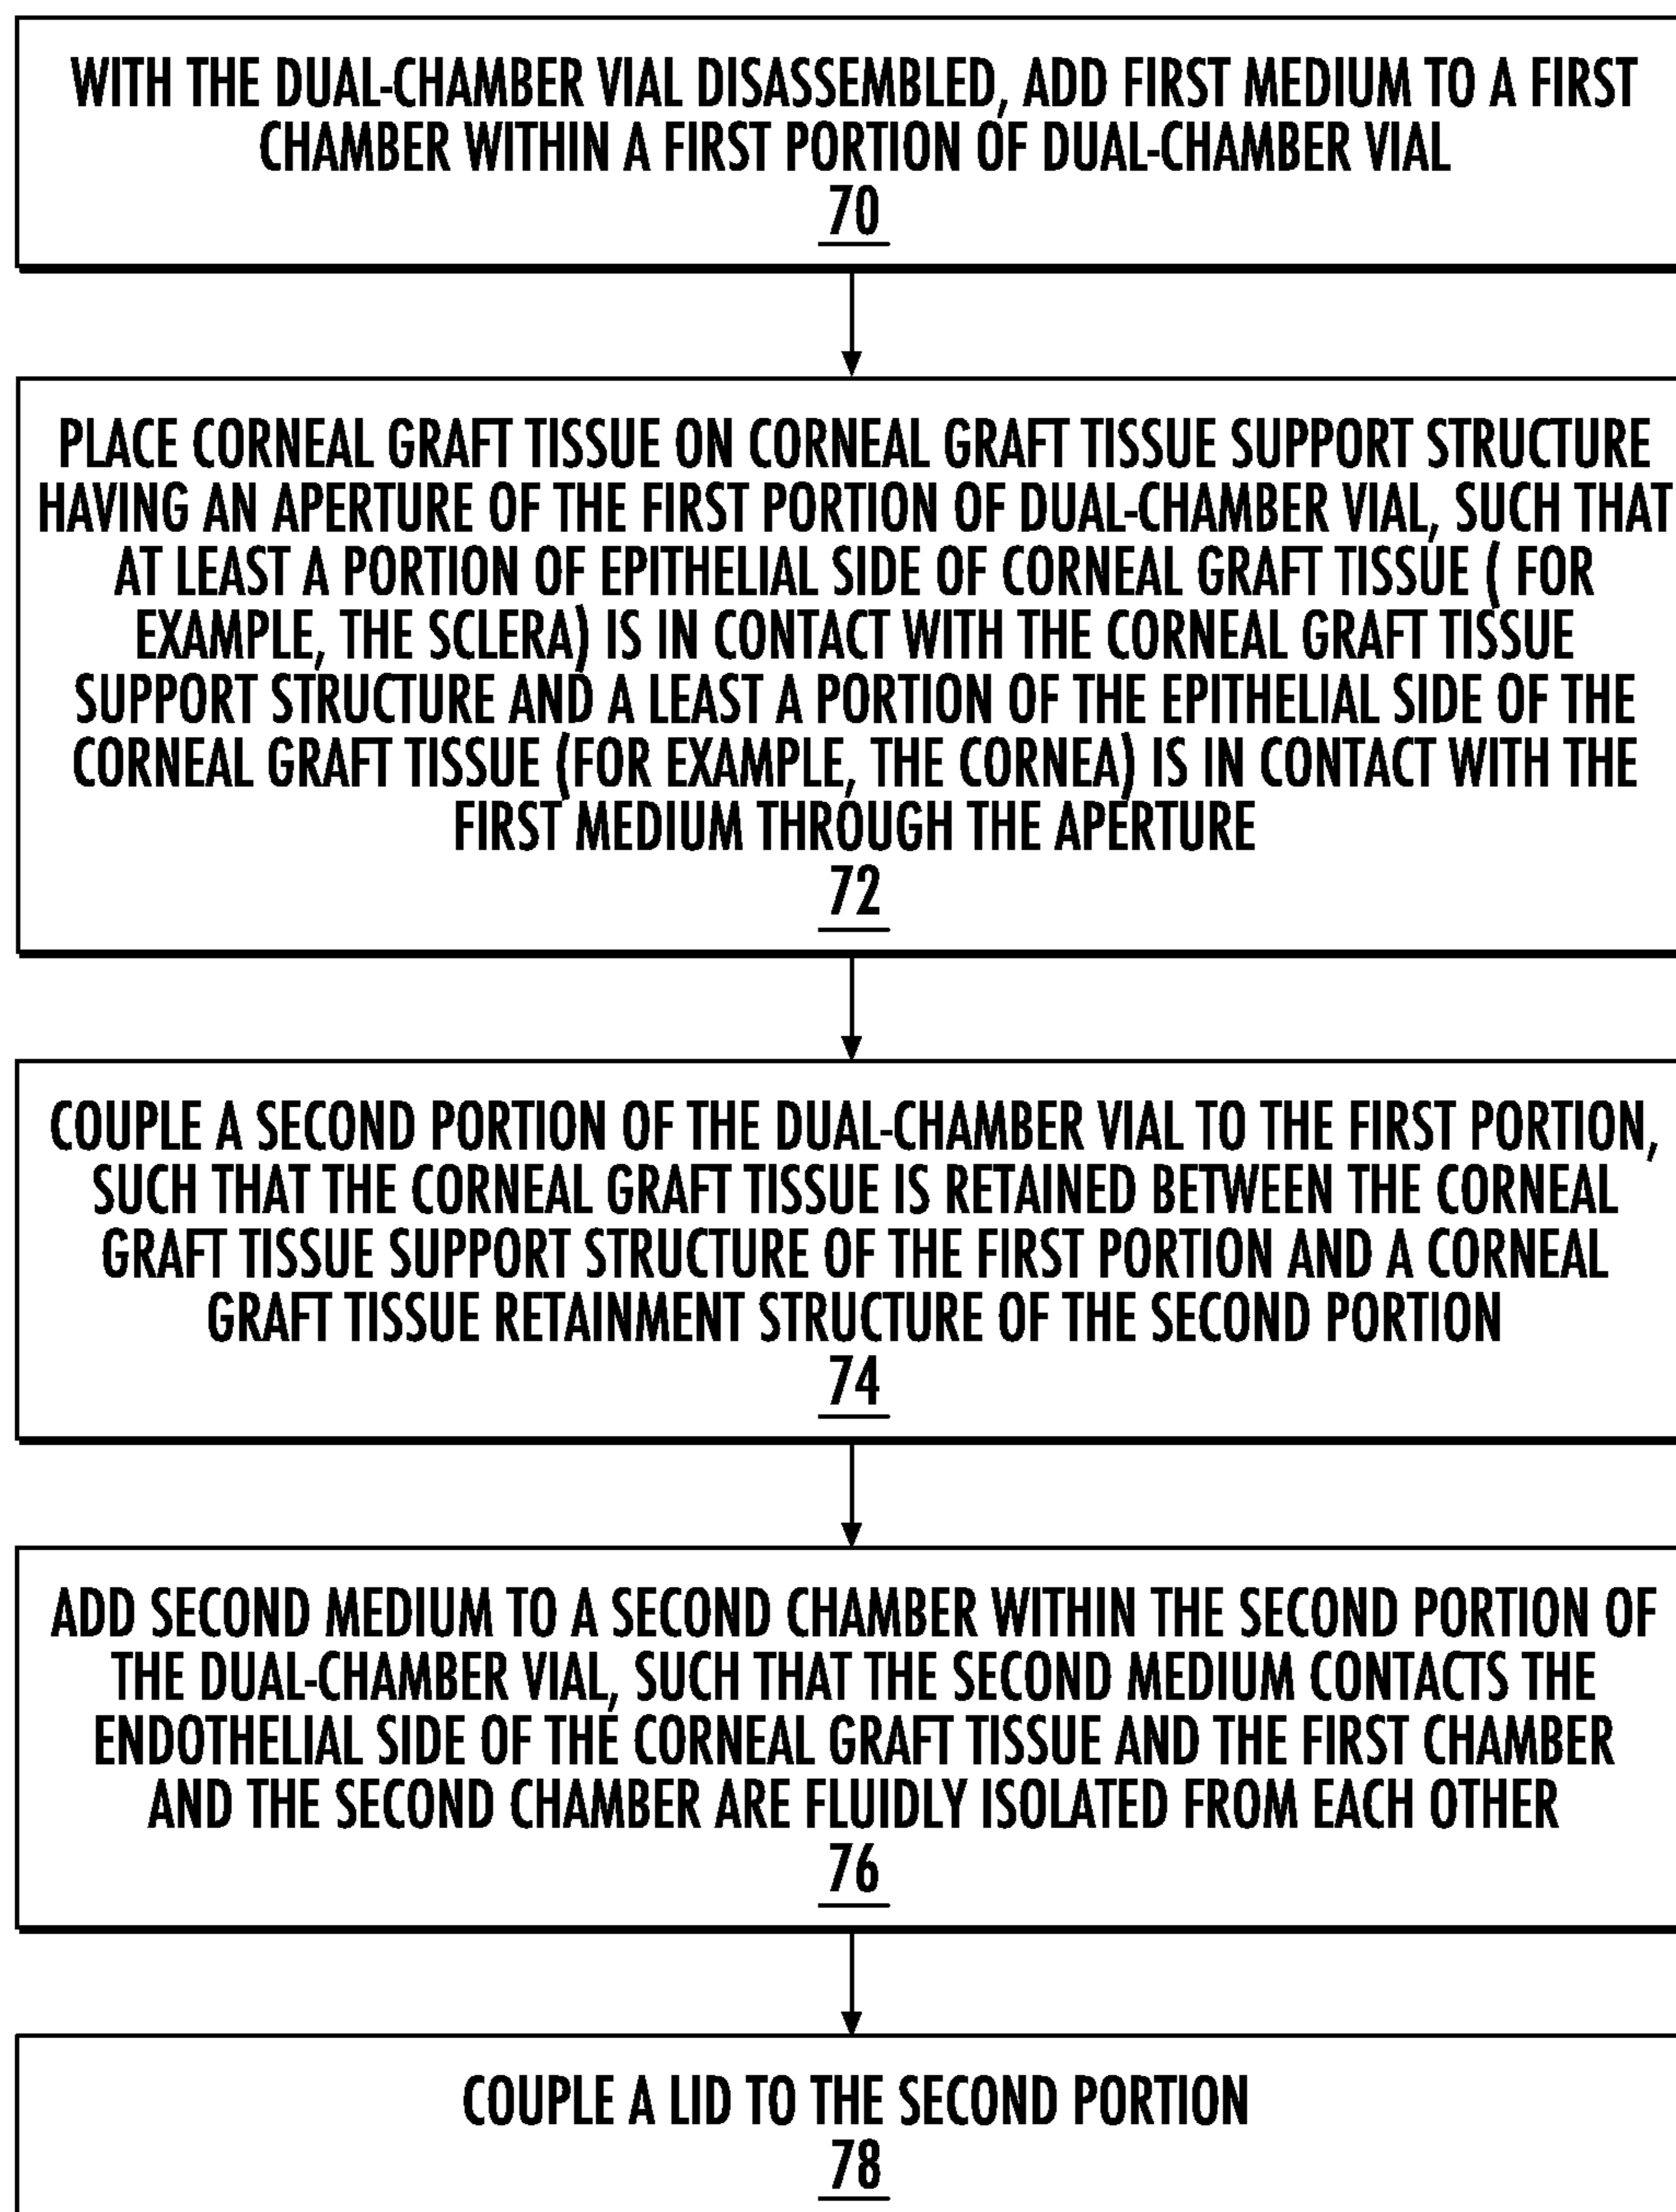 WITH THE DUAL-CHAMBER VIAL DISASSEMBLED, ADD FIRST MEDIUM TO A FIRST
CHAMBER WITHIN A FIRST PORTION OF DUAL-CHAMBER VIAL
70
PLACE CORNEAL GRAFT TISSUE ON CORNEAL GRAFT TISSUE SUPPORT STRUCTURE
HAVING AN APERTURE OF THE FIRST PORTION OF DUAL-CHAMBER VIAL, SUCH THAT
AT LEAST A PORTION OF EPITHELIAL SIDE OF CORNEAL GRAFT TISSUE ( FOR
EXAMPLE, THE SCLERA) IS IN CONTACT WITH THE CORNEAL GRAFT TISSUE
SUPPORT STRUCTURE AND A LEAST A PORTION OF THE EPITHELIAL SIDE OF THE
CORNEAL GRAFT TISSUE (FOR EXAMPLE, THE CORNEA) IS IN CONTACT WITH THE
FIRST MEDIUM THROUGH THE APERTURE
72
COUPLE A SECOND PORTION OF THE DUAL-CHAMBER VIAL TO THE FIRST PORTION,
SUCH THAT THE CORNEAL GRAFT TISSUE IS RETAINED BETWEEN THE CORNEAL
GRAFT TISSUE SUPPORT STRUCTURE OF THE FIRST PORTION AND A CORNEAL
GRAFT TISSUE RETAINMENT STRUCTURE OF THE SECOND PORTION
74
ADD SECOND MEDIUM TO A SECOND CHAMBER WITHIN THE SECOND PORTION OF
THE DUAL-CHAMBER VIAL, SUCH THAT THE SECOND MEDIUM CONTACTS THE
ENDOTHELIAL SIDE OF THE CORNEAL GRAFT TISSUE AND THE FIRST CHAMBER
AND THE SECOND CHAMBER ARE FLUIDLY ISOLATED FROM EACH OTHER
76
COUPLE A LID TO THE SECOND PORTION
78